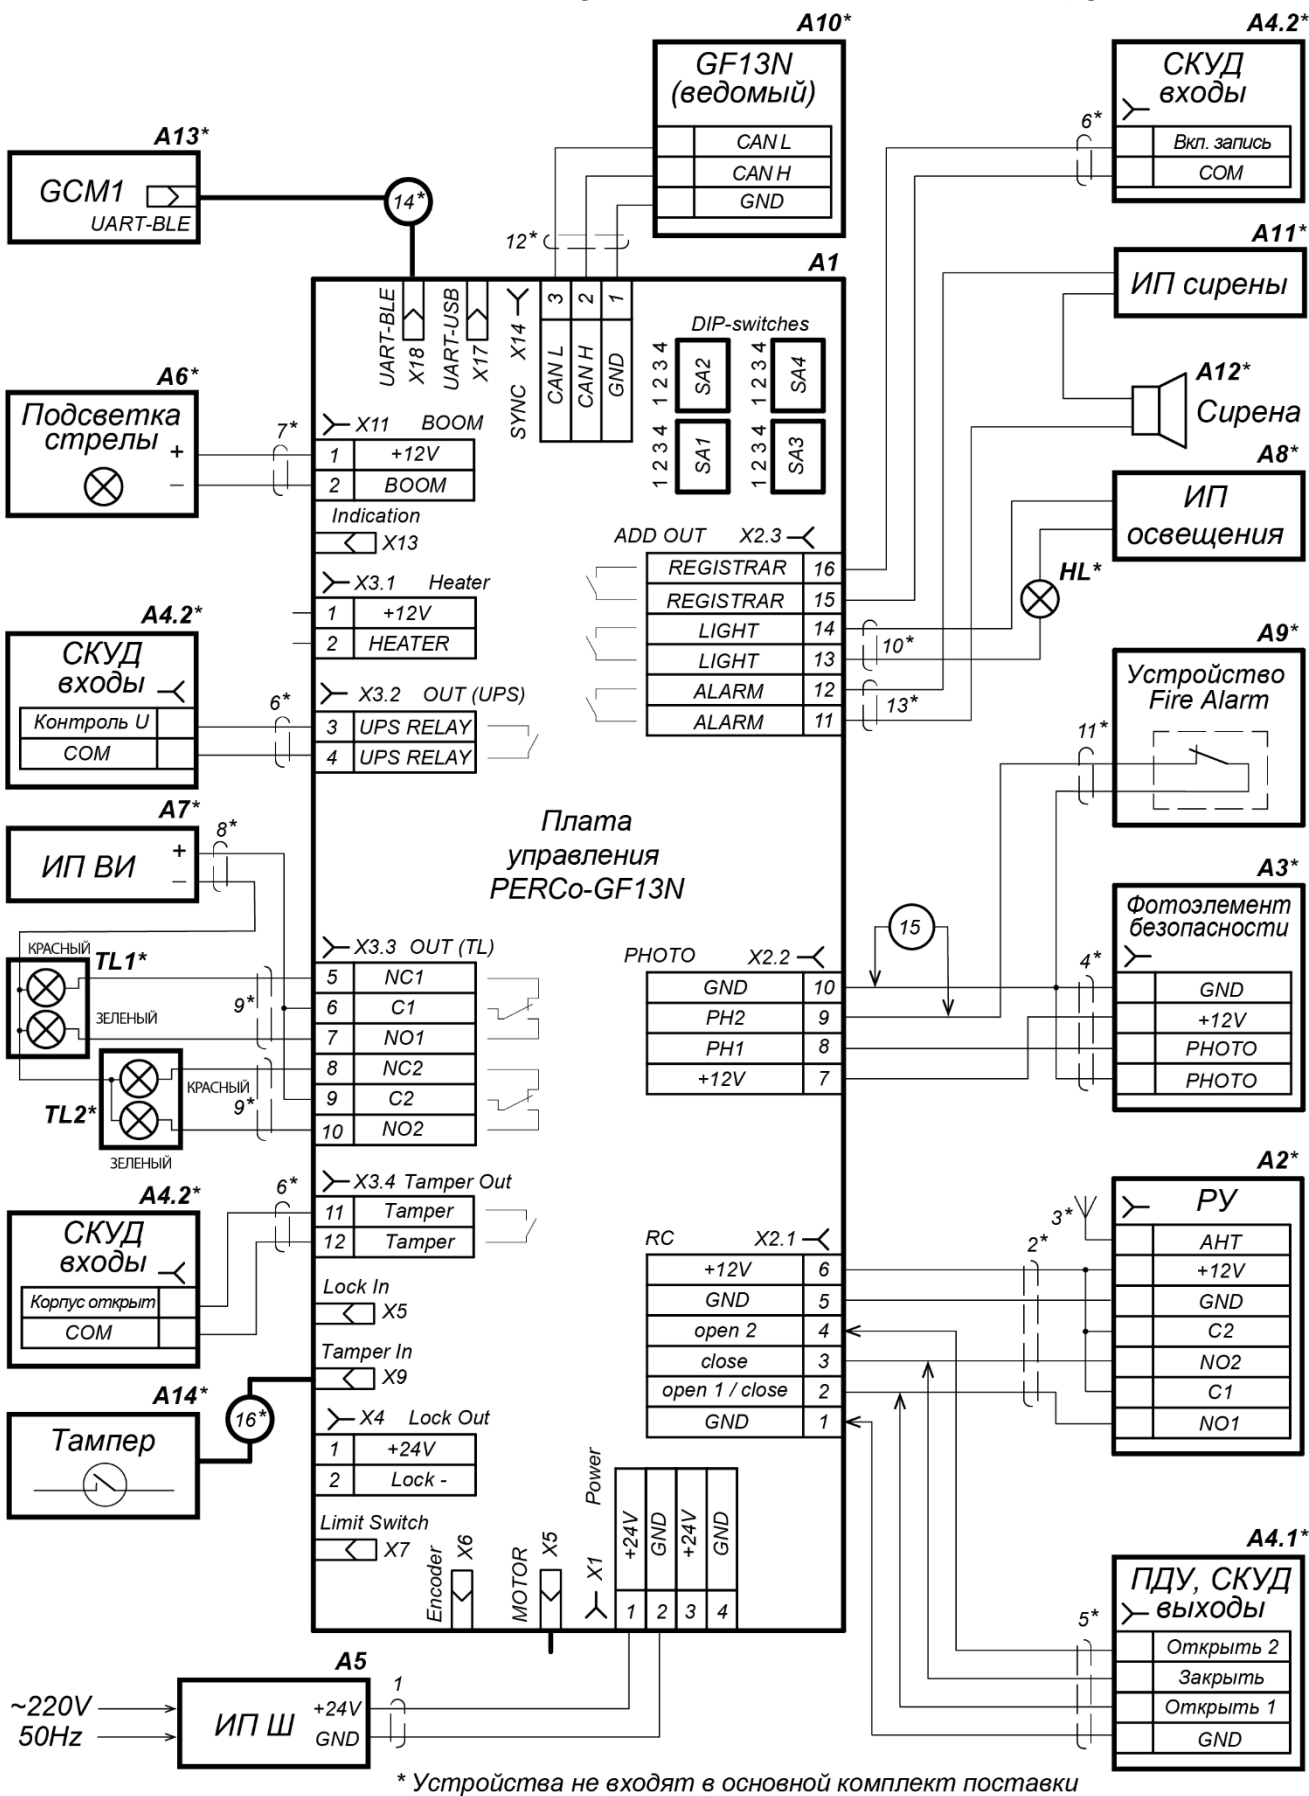 A10*
GF13N
(ведомый)
CAN L
CAN H
GND
A4.2*
СКУД
входы
6*
Вкл. запись
COM
A13*
GCM1
UART-BLE
14*
12*
A11*
ИП сирены
A1
UART-BLE
X18
UART-USB
X17
SYNC X14
3 2 1
CAN L
CAN H
GND
DIP-switches
1 2 3 4
SA2
1 2 3 4
SA4
1 2 3 4
SA1
1 2 3 4
SA3
A12*
Сирена
A6*
Подсветка
стрелы
+
–
7*
X11 BOOM
1 +12V
2 BOOM
Indication
X13
A8*
ИП
освещения
HL*
ADD OUT X2.3
REGISTRAR 16
REGISTRAR 15
LIGHT 14
LIGHT 13
ALARM 12
ALARM 11
10*
13*
X3.1 Heater
1 +12V
2 HEATER
A4.2*
СКУД
входы
Контроль U
COM
6*
X3.2 OUT (UPS)
3 UPS RELAY
4 UPS RELAY
A9*
Устройство
Fire Alarm
11*
A7*
ИП ВИ
+
–
8*
Плата
управления
PERCo-GF13N
A3*
Фотоэлемент
безопасности
4*
GND
+12V
PHOTO
PHOTO
15
PHOTO X2.2
GND 10
PH2 9
PH1 8
+12V 7
КРАСНЫЙ
TL1*
ЗЕЛЕНЫЙ
9*
X3.3 OUT (TL)
5 NC1
6 C1
7 NO1
8 NC2
9 C2
10 NO2
КРАСНЫЙ
9*
TL2*
ЗЕЛЕНЫЙ
A4.2*
СКУД
входы
Корпус открыт
COM
6*
X3.4 Tamper Out
11 Tamper
12 Tamper
A2*
РУ
3*
2*
АНТ
+12V
GND
C2
NO2
C1
NO1
RC X2.1
+12V 6
GND 5
open 2 4
close 3
open 1 / close 2
GND 1
Lock In
X5
Tamper In
X9
A14*
Тампер
16*
X4 Lock Out
1 +24V
2 Lock -
Limit Switch
X7
Encoder
X6
MOTOR
X5
X1 Power
+24V
GND
+24V
GND
1 2 3 4
A4.1*
ПДУ, СКУД
выходы
5*
Открыть 2
Закрыть
Открыть 1
GND
A5
~220V
50Hz
ИП Ш
+24V
GND
1
* Устройства не входят в основной комплект поставки